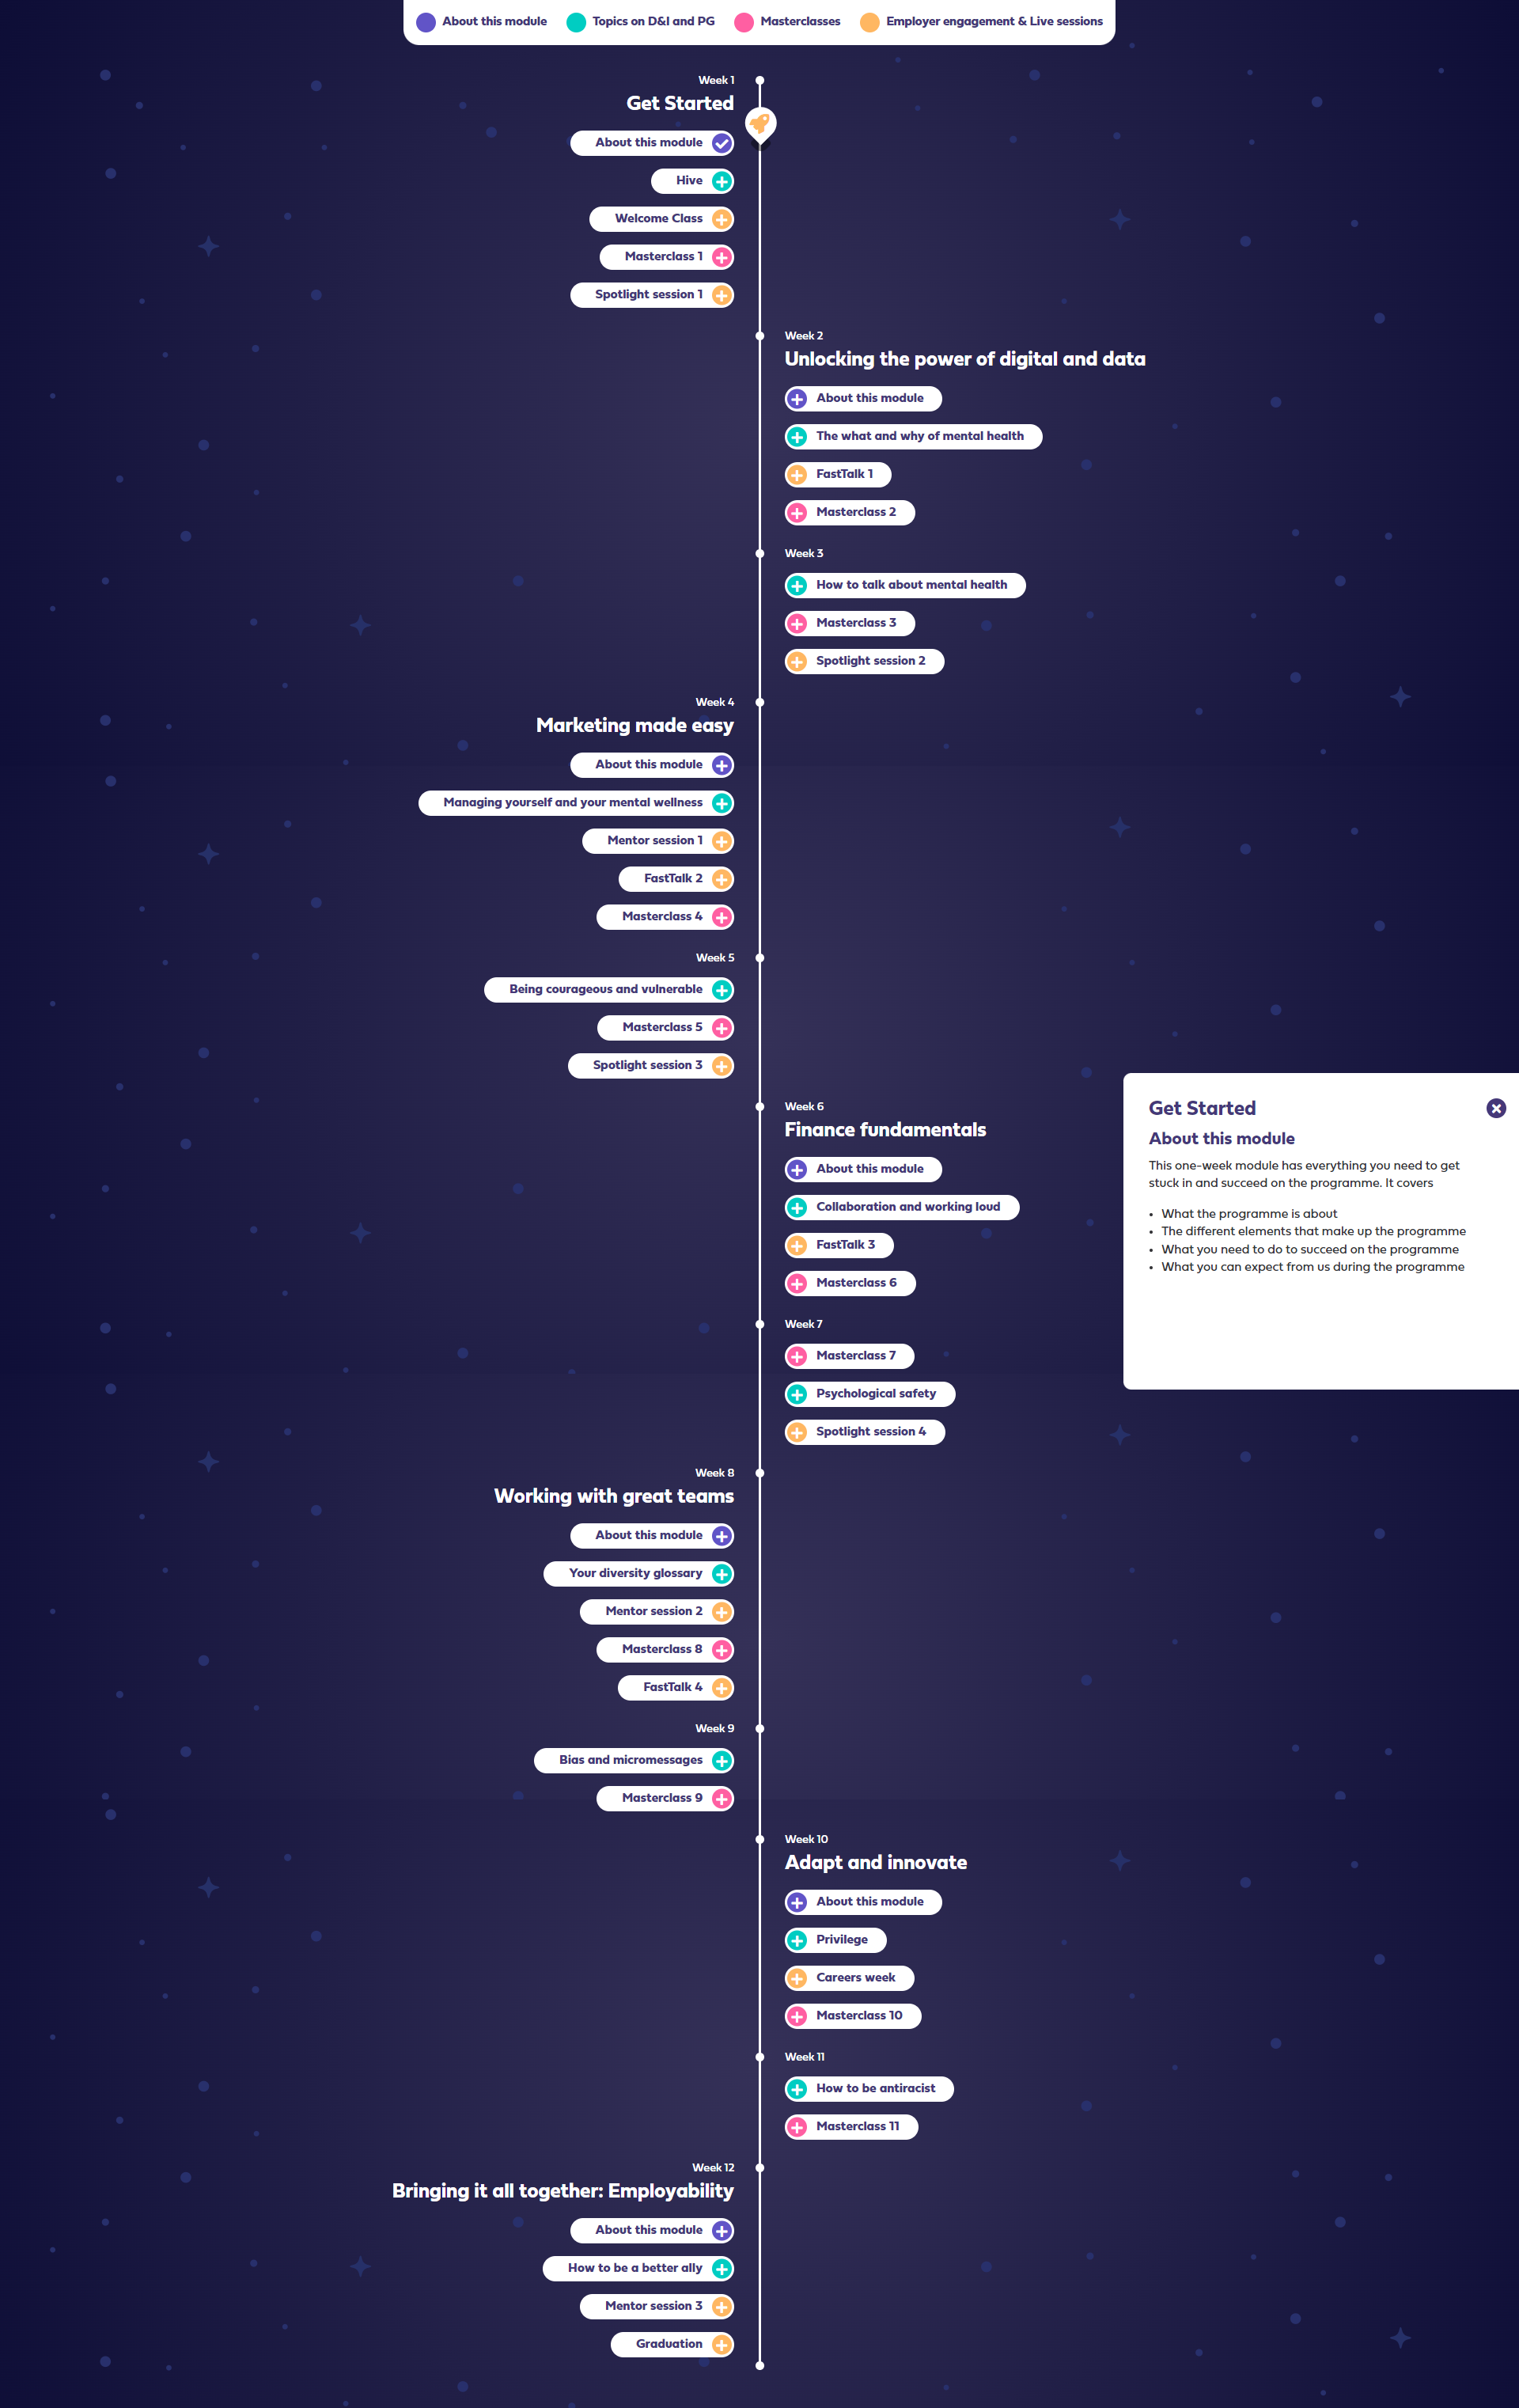 About this module
Topics on D&I and PG
Masterclasses
Employer engagement & Live sessions
Week 1
Get Started
About this module
Hive
Welcome Class
Masterclass 1
Spotlight session 1
Week 2
Unlocking the power of digital and data
About this module
The what and why of mental health
FastTalk 1
Masterclass 2
Week 3
How to talk about mental health
Masterclass 3
Spotlight session 2
Week 4
Marketing made easy
About this module
Managing yourself and your mental wellness
Mentor session 1
FastTalk 2
Masterclass 4
Week 5
Being courageous and vulnerable
Masterclass 5
Spotlight session 3
Week 6
Finance fundamentals
About this module
Collaboration and working loud
FastTalk 3
Masterclass 6
Week 7
Masterclass 7
Psychological safety
Spotlight session 4
Get Started
About this module
This one-week module has everything you need to get
stuck in and succeed on the programme. It covers
• What the programme is about
• The different elements that make up the programme
• What you need to do to succeed on the programme
• What you can expect from us during the programme
Week 8
Working with great teams
About this module
Your diversity glossary
Mentor session 2
Masterclass 8
FastTalk 4
Week 9
Bias and micromessages
Masterclass 9
Week 10
Adapt and innovate
About this module
Privilege
Careers week
Masterclass 10
Week 11
How to be antiracist
Masterclass 11
Week 12
Bringing it all together: Employability
About this module
How to be a better ally
Mentor session 3
Graduation